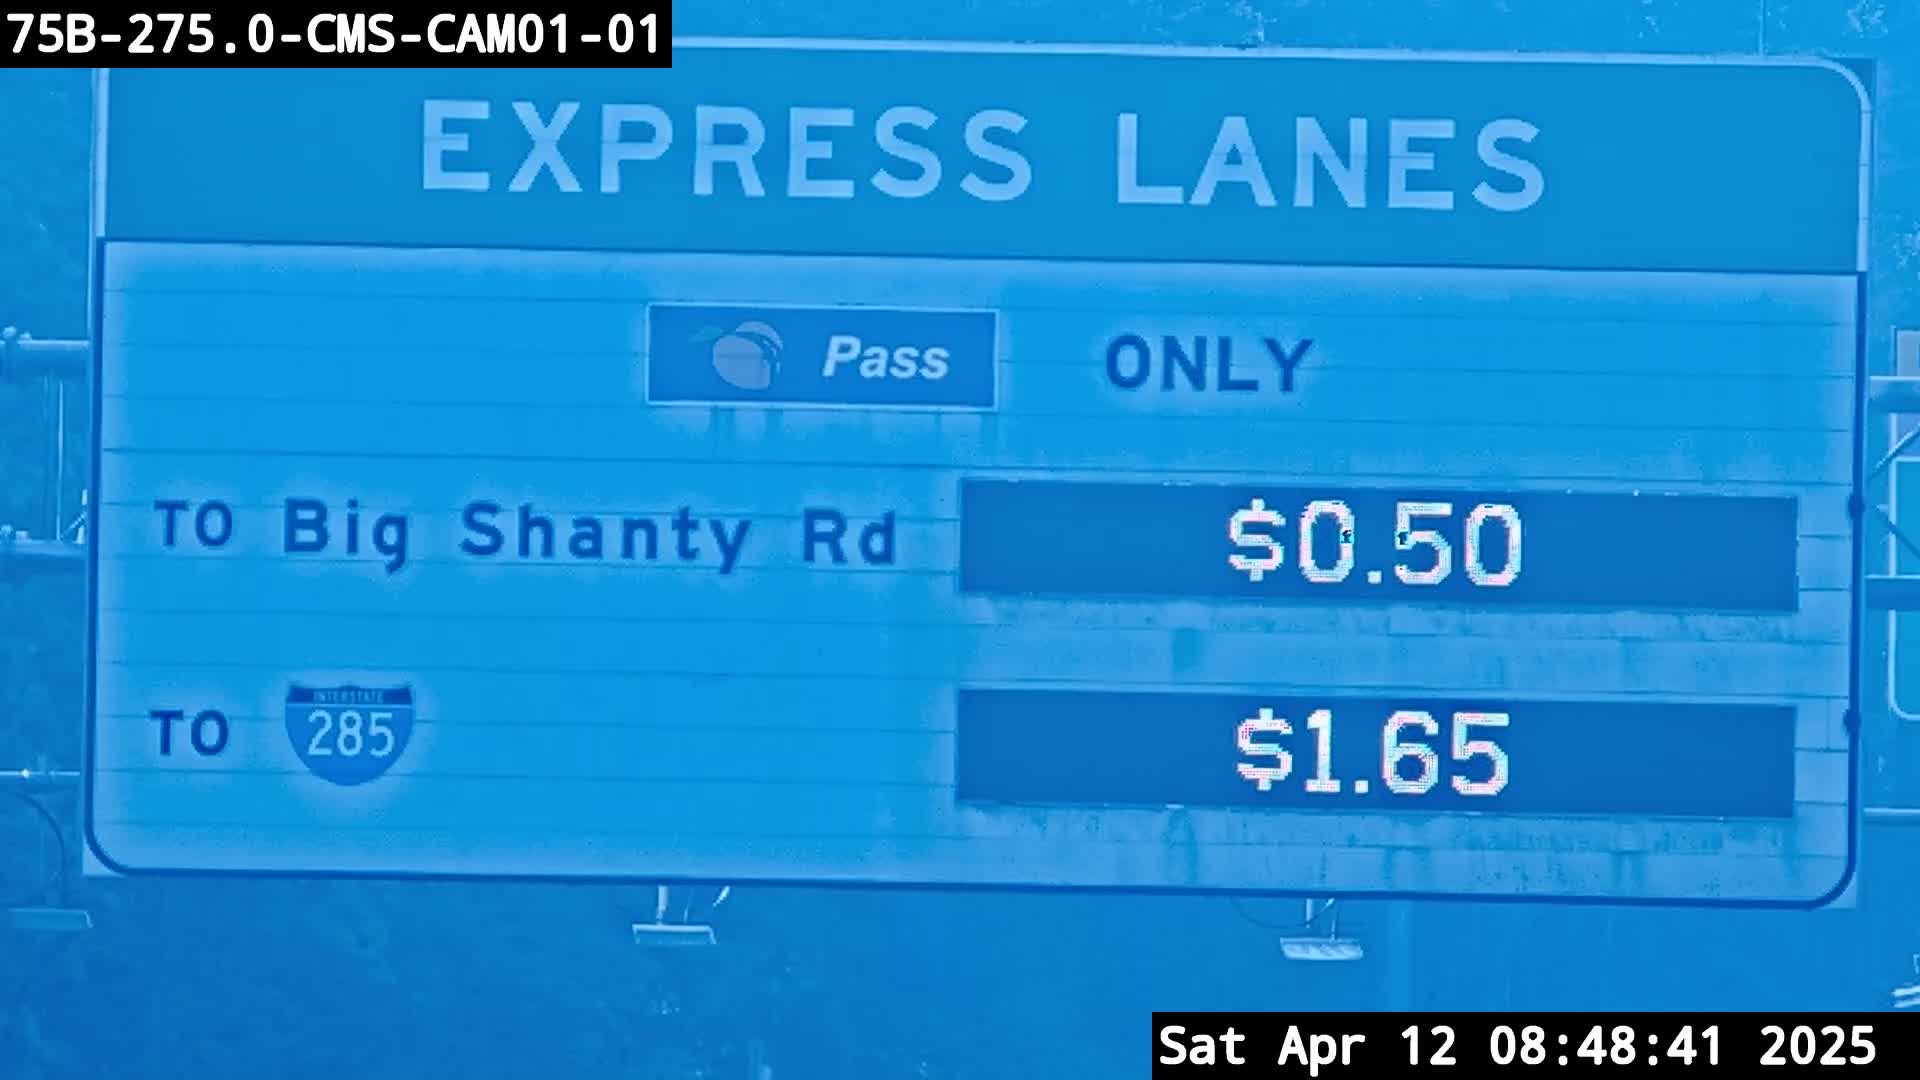 75B-275.0-CMS-CAM01-01
EXPRESS LANES
Pass ONLY
TO Big Shanty Rd $0.50
TO INTERSTATE 285 $1.65
Sat Apr 12 08:48:41 2025